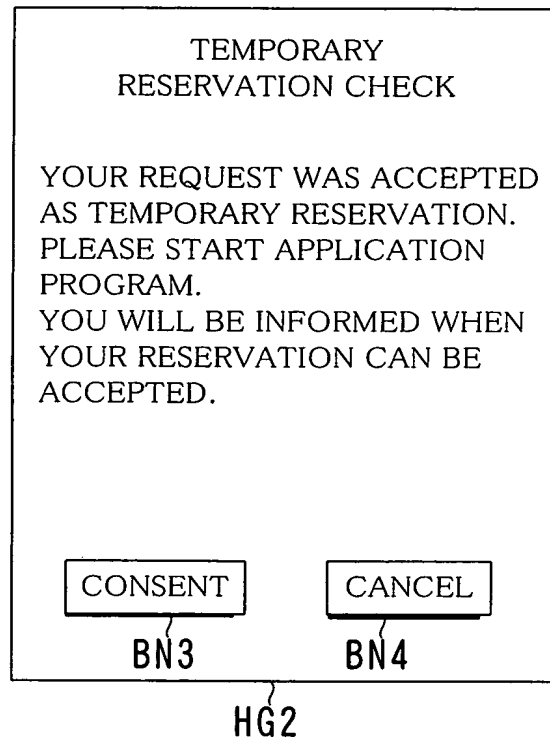 TEMPORARY
RESERVATION CHECK
YOUR REQUEST WAS ACCEPTED
AS TEMPORARY RESERVATION.
PLEASE START APPLICATION
PROGRAM.
YOU WILL BE INFORMED WHEN
YOUR RESERVATION CAN BE
ACCEPTED.
CONSENT CANCEL
BN3 BN4
HG2